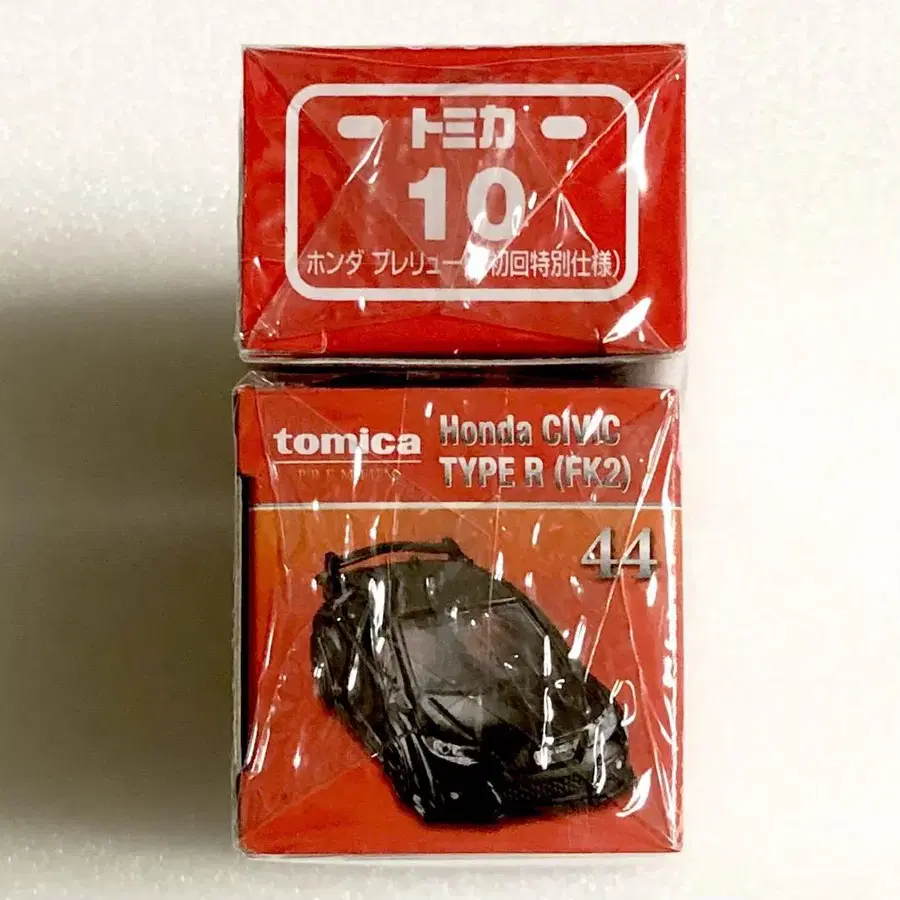 トミカ
10
ホンダ プレリュー 初回特別仕様)
tomica
PREMIUM
Honda CIVIC
TYPE R (FK2)
44